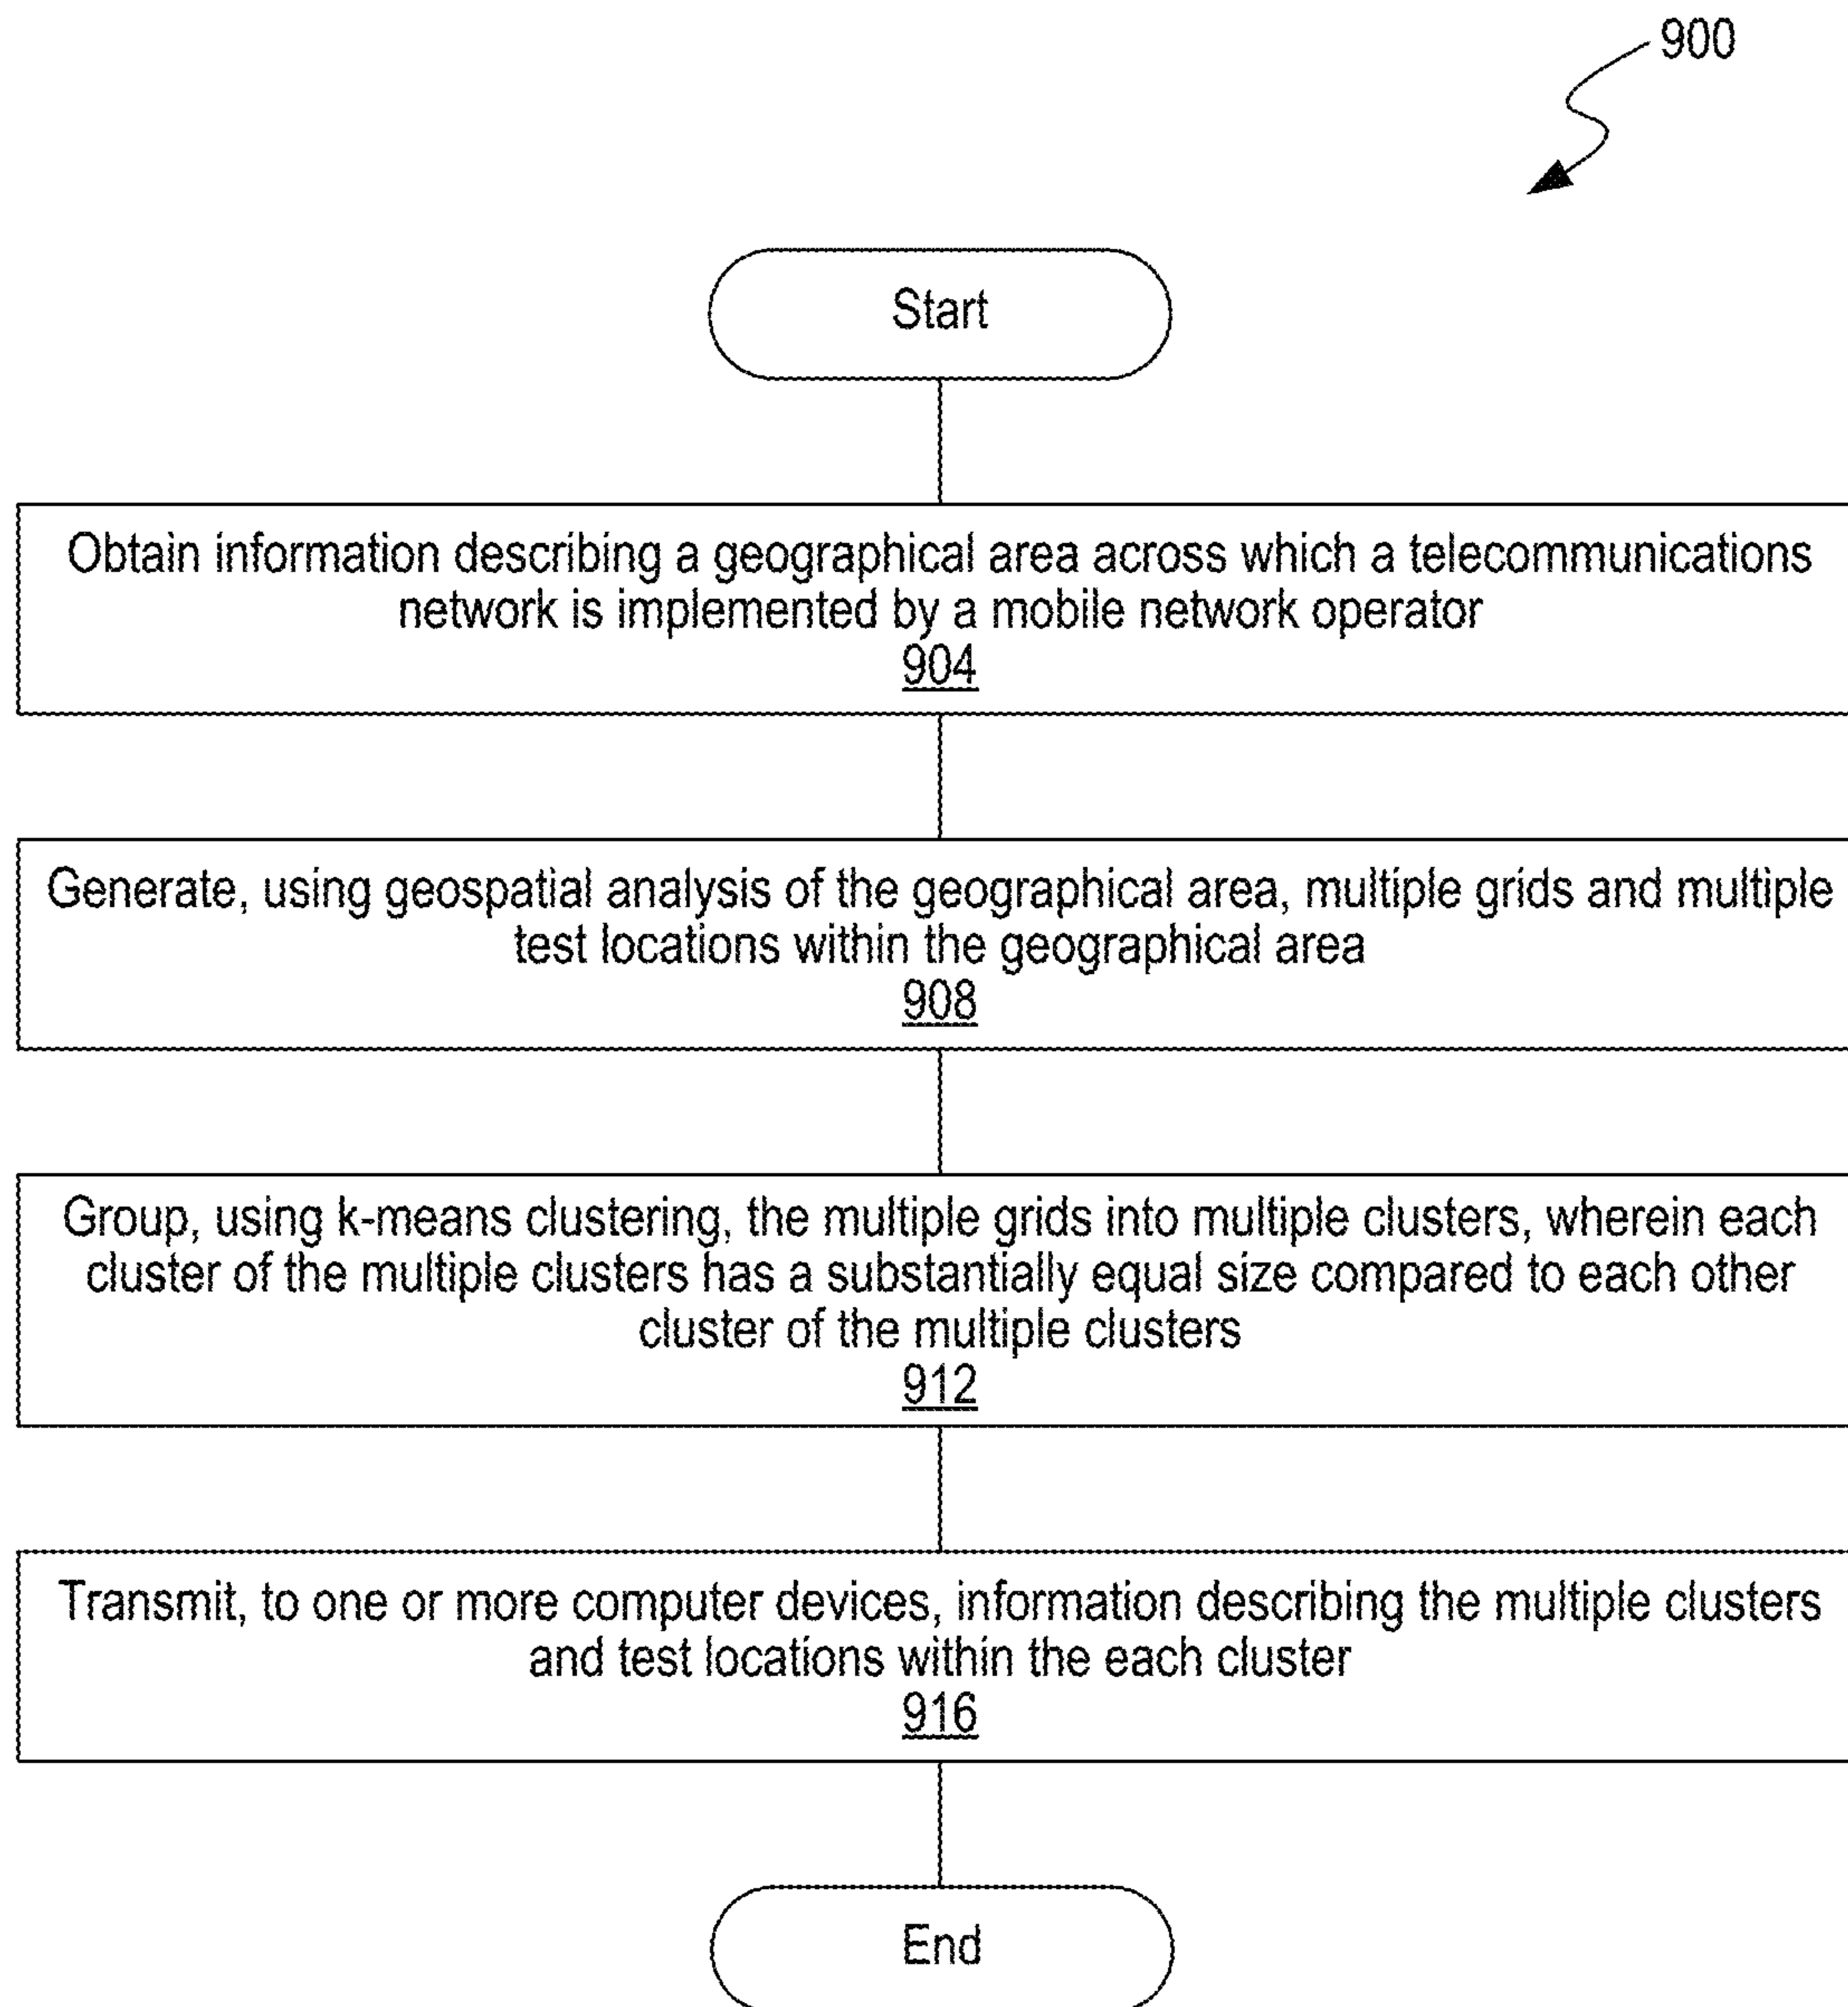 900
Start
Obtain information describing a geographical area across which a telecommunications
network is implemented by a mobile network operator
904
Generate, using geospatial analysis of the geographical area, multiple grids and multiple
test locations within the geographical area
908
Group, using k-means clustering, the multiple grids into multiple clusters, wherein each
cluster of the multiple clusters has a substantially equal size compared to each other
cluster of the multiple clusters
912
Transmit, to one or more computer devices, information describing the multiple clusters
and test locations within the each cluster
916
End